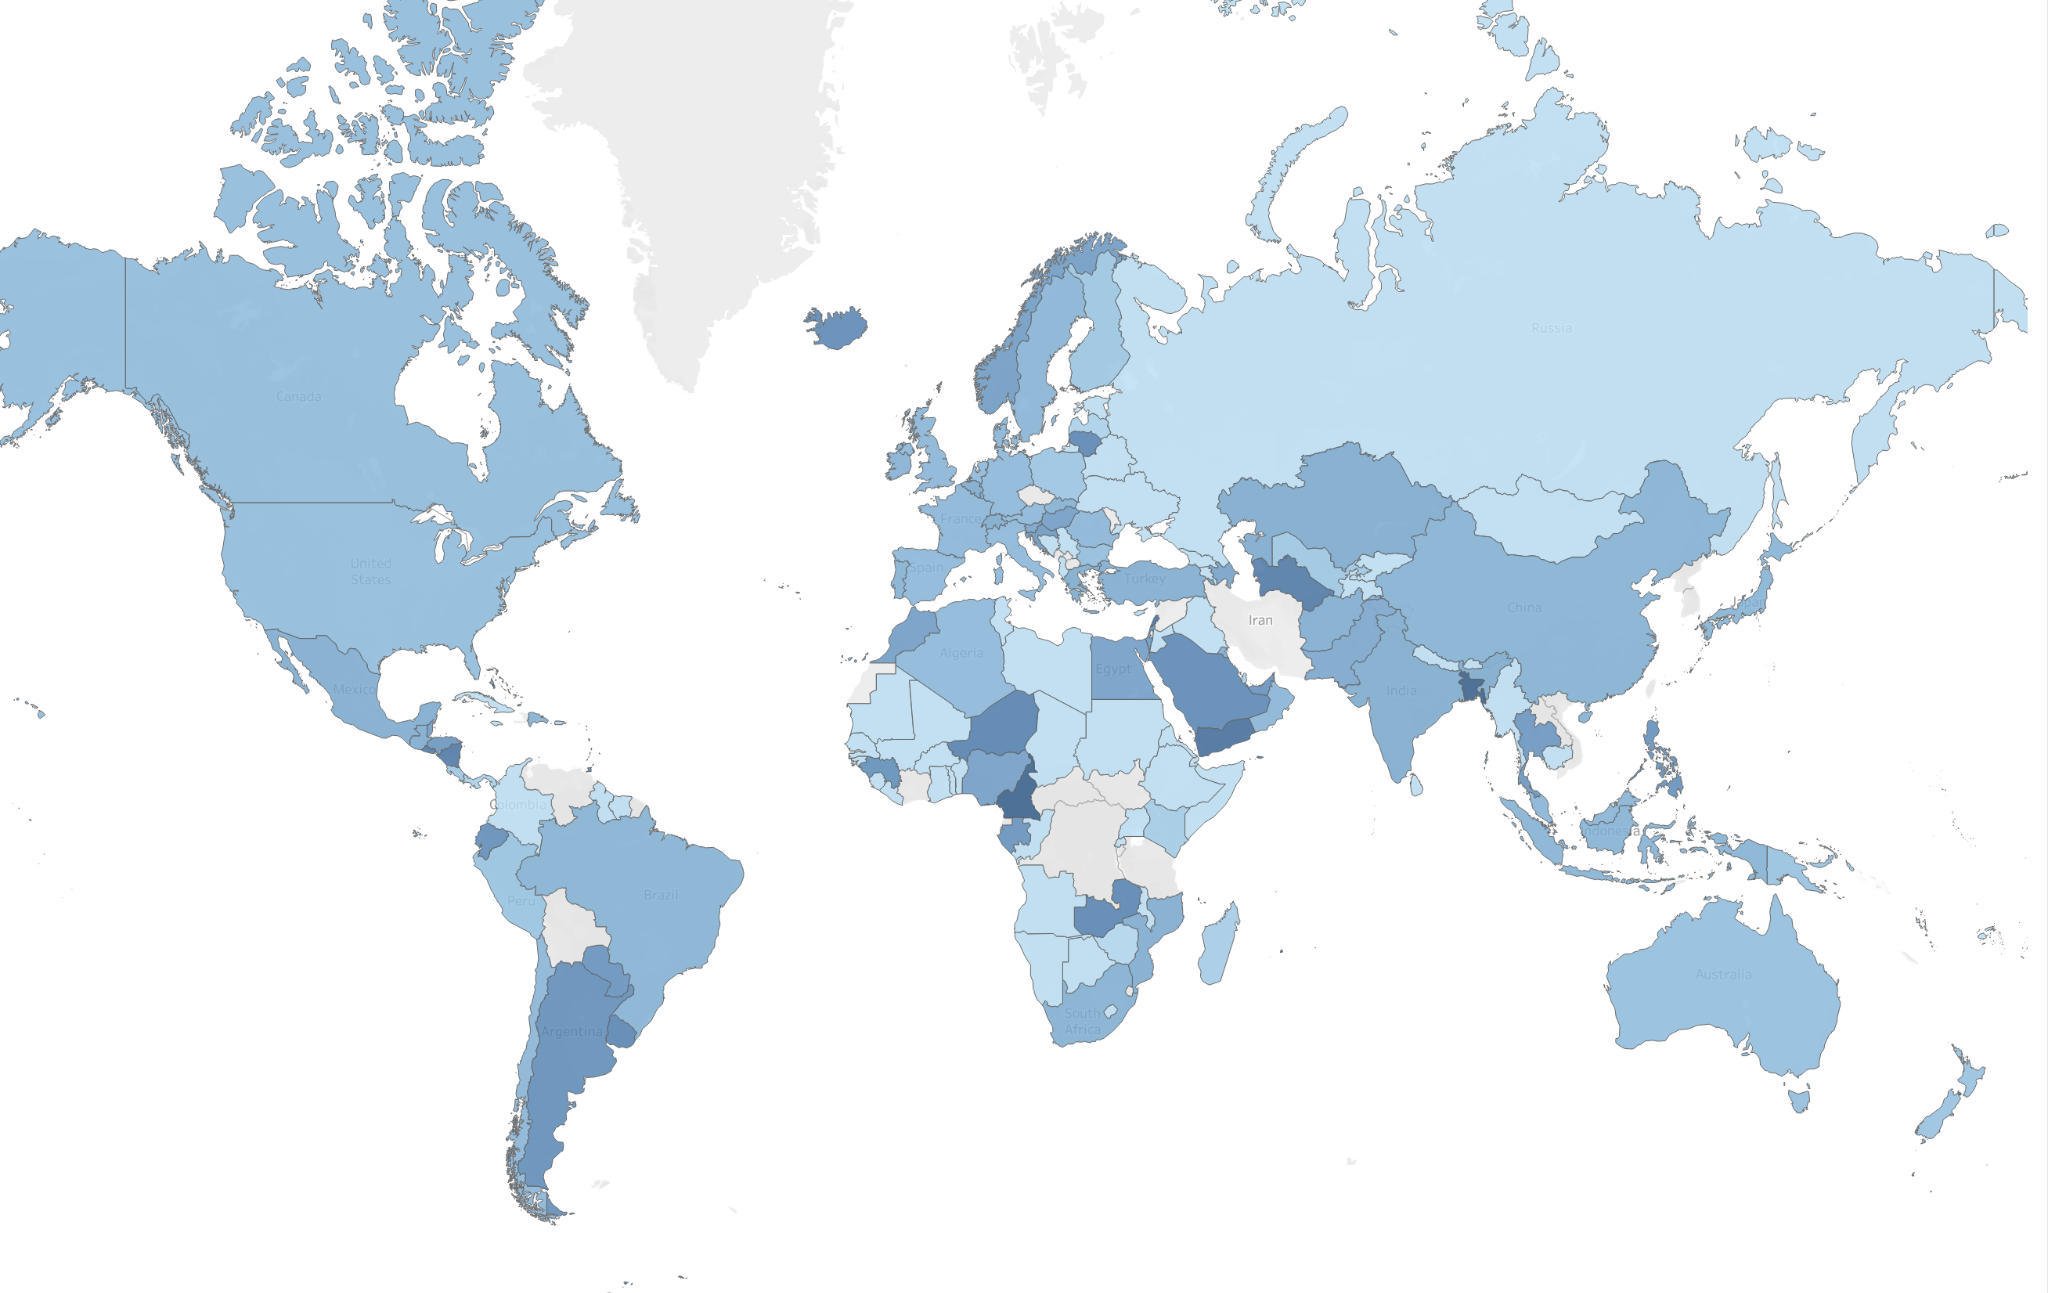 Russia
Canada
France
United
States
Spain
Turkey
Japan
China
Iran
Algeria
Egypt
Mexico
India
Colombia
Indonesia
Brazil
Peru
Australia
South
Africa
Argentina